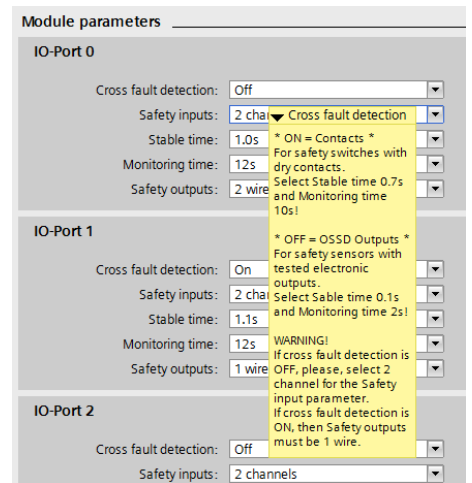 Module parameters
IO-Port 0
Cross fault detection: Off
Safety inputs: 2 char
Stable time: 1.0s
Monitoring time: 12s
Safety outputs: 2 wire
Cross fault detection
* ON = Contacts *
For safety switches with
dry contacts.
Select Stable time 0.7s
and Monitoring time
10s!
* OFF = OSSD Outputs *
For safety sensors with
tested electronic
outputs.
Select Sable time 0.1s
and Monitoring time 2s!
WARNING!
If cross fault detection is
OFF, please, select 2
channel for the Safety
input parameter.
If cross fault detection is
ON, then Safety outputs
must be 1 wire.
IO-Port 1
Cross fault detection: On
Safety inputs: 2 char
Stable time: 1.1s
Monitoring time: 12s
Safety outputs: 1 wire
IO-Port 2
Cross fault detection: Off
Safety inputs: 2 channels